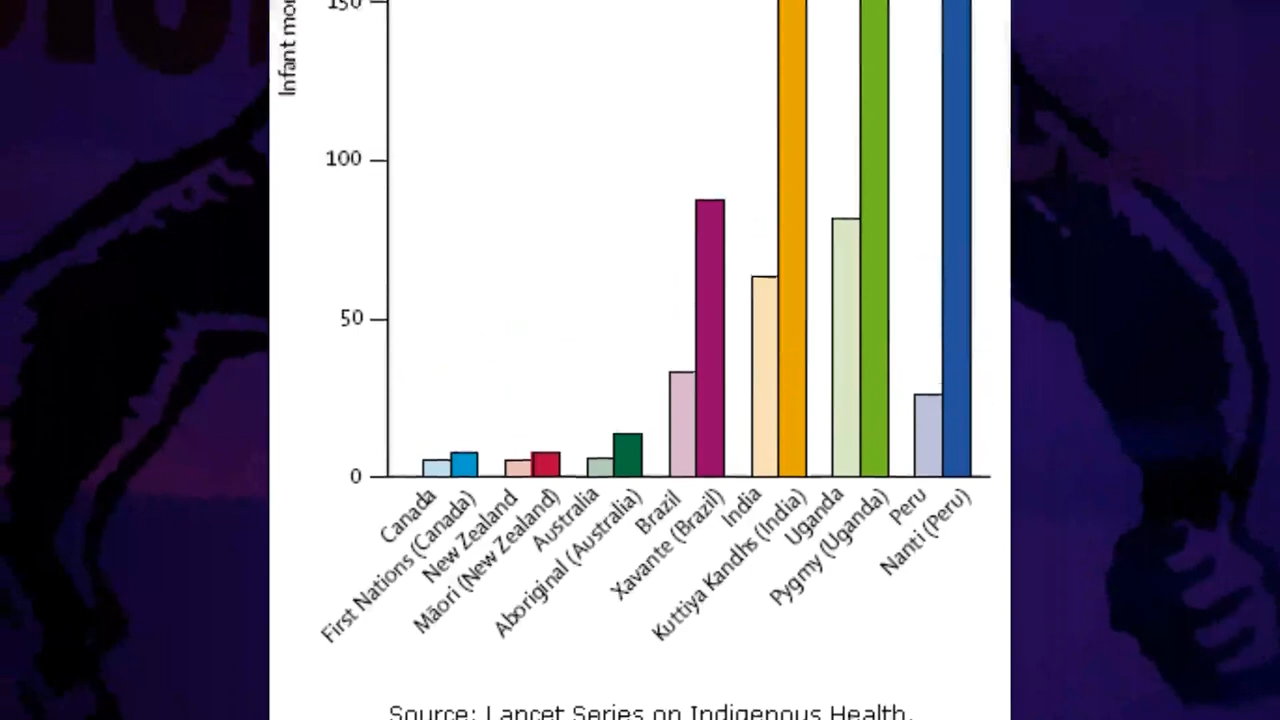 150
Infant
100
50
0
Canada
First Nations (Canada)
New Zealand
Māori (New Zealand)
Australia
Aboriginal (Australia)
Brazil
Xavante (Brazil)
India
Kuttiya Kandhs (India)
Uganda
Pygmy (Uganda)
Peru
Nanti (Peru)
Source: Lancet Series on Indigenous Health.